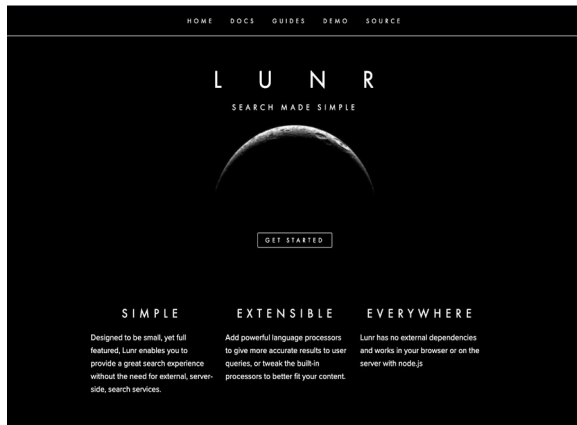 HOME DOCS GUIDES DEMO SOURCE
LUNR
SEARCH MADE SIMPLE
GET STARTED
SIMPLE
Designed to be small, yet full
featured, Lunr enables you to
provide a great search experience
without the need for external, server-
side, search services.
EXTENSIBLE
Add powerful language processors
to give more accurate results to user
queries, or tweak the built-in
processors to better fit your content.
EVERYWHERE
Lunr has no external dependencies
and works in your browser or on the
server with node.js